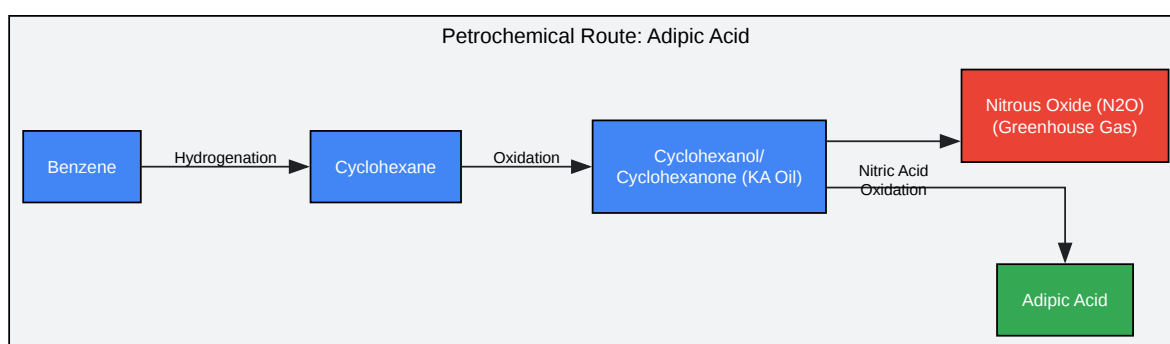 Petrochemical Route: Adipic Acid
Benzene
Hydrogenation
Cyclohexane
Oxidation
Cyclohexanol/
Cyclohexanone (KA Oil)
Nitrous Oxide (N2O)
(Greenhouse Gas)
Nitric Acid
Oxidation
Adipic Acid